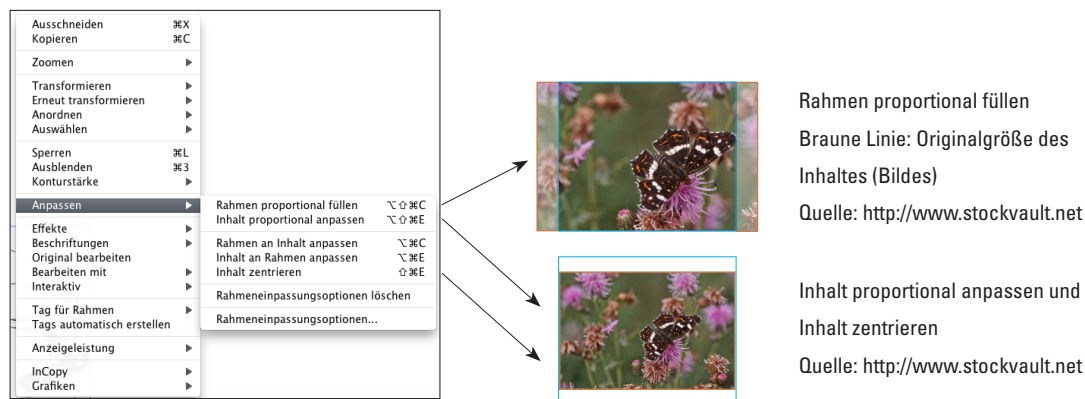 Ausschneiden ⌘X
Kopieren ⌘C
Zoomen ▶
Transformieren ▶
Erneut transformieren ▶
Anordnen ▶
Auswählen ▶
Sperren ⌘L
Ausblenden ⌘3
Konturstärke ▶
Anpassen ▶
Effekte ▶
Beschriftungen ▶
Original bearbeiten
Bearbeiten mit ▶
Interaktiv ▶
Tag für Rahmen ▶
Tags automatisch erstellen
Anzeigeleistung ▶
InCopy ▶
Grafiken ▶
Rahmen proportional füllen ⌥⇧⌘C
Inhalt proportional anpassen ⌥⇧⌘E
Rahmen an Inhalt anpassen ⌥⌘C
Inhalt an Rahmen anpassen ⌥⌘E
Inhalt zentrieren ⇧⌘E
Rahmeneinpassungsoptionen löschen
Rahmeneinpassungsoptionen...
Rahmen proportional füllen
Braune Linie: Originalgröße des
Inhaltes (Bildes)
Quelle: http://www.stockvault.net
Inhalt proportional anpassen und
Inhalt zentrieren
Quelle: http://www.stockvault.net